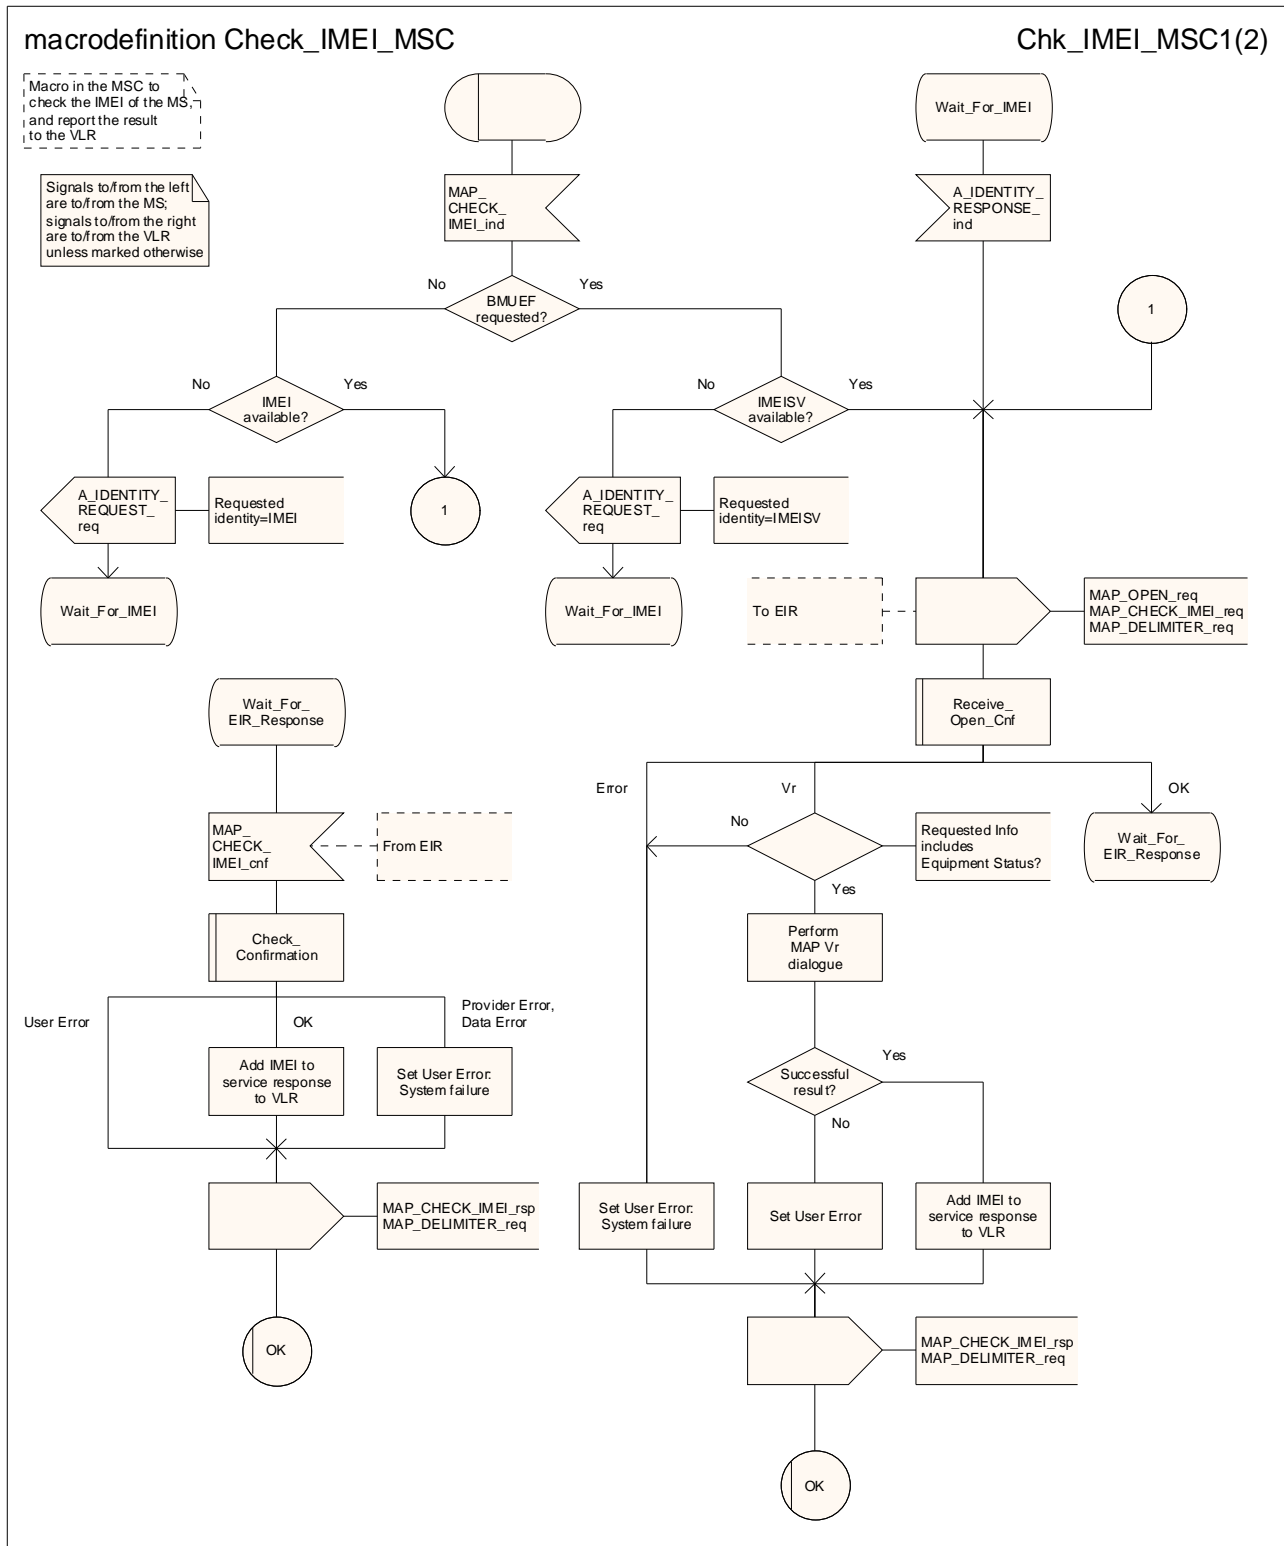 macrodefinition Check_IMEI_MSC
Chk_IMEI_MSC1(2)
Macro in the MSC to
check the IMEI of the MS,
and report the result
to the VLR
Signals to/from the left
are to/from the MS;
signals to/from the right
are to/from the VLR
unless marked otherwise
MAP_
CHECK_
IMEI_ind
Wait_For_IMEI
A_IDENTITY_
RESPONSE_
ind
No
BMUEF
requested?
Yes
1
No
IMEI
available?
Yes
No
IMEISV
available?
Yes
A_IDENTITY_
REQUEST_
req
Requested
identity=IMEI
1
A_IDENTITY_
REQUEST_
req
Requested
identity=IMEISV
Wait_For_IMEI
Wait_For_IMEI
To EIR
MAP_OPEN_req
MAP_CHECK_IMEI_req
MAP_DELIMITER_req
Wait_For_
EIR_Response
Receive_
Open_Cnf
Error
Vr
OK
MAP_
CHECK_
IMEI_cnf
From EIR
No
Requested Info
includes
Equipment Status?
Wait_For_
EIR_Response
Yes
Check_
Confirmation
Perform
MAP Vr
dialogue
User Error
OK
Provider Error,
Data Error
Add IMEI to
service response
to VLR
Set User Error:
System failure
Successful
result?
Yes
No
MAP_CHECK_IMEI_rsp
MAP_DELIMITER_req
Set User Error:
System failure
Set User Error
Add IMEI to
service response
to VLR
OK
MAP_CHECK_IMEI_rsp
MAP_DELIMITER_req
OK